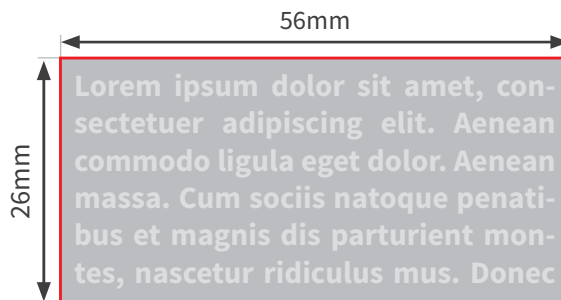 56mm
26mm
Lorem ipsum dolor sit amet, con-
sectetuer adipiscing elit. Aenean
commodo ligula eget dolor. Aenean
massa. Cum sociis natoque penati-
bus et magnis dis parturient mon-
tes, nascetur ridiculus mus. Donec